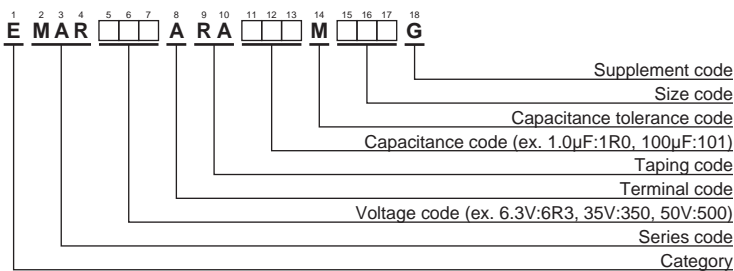 1 2 3 4 5 6 7 8 9 10 11 12 13 14 15 16 17 18
E MAR □□□ A RA □□□ M □□□ G
Supplement code
Size code
Capacitance tolerance code
Capacitance code (ex. 1.0μF:1R0, 100μF:101)
Taping code
Terminal code
Voltage code (ex. 6.3V:6R3, 35V:350, 50V:500)
Series code
Category